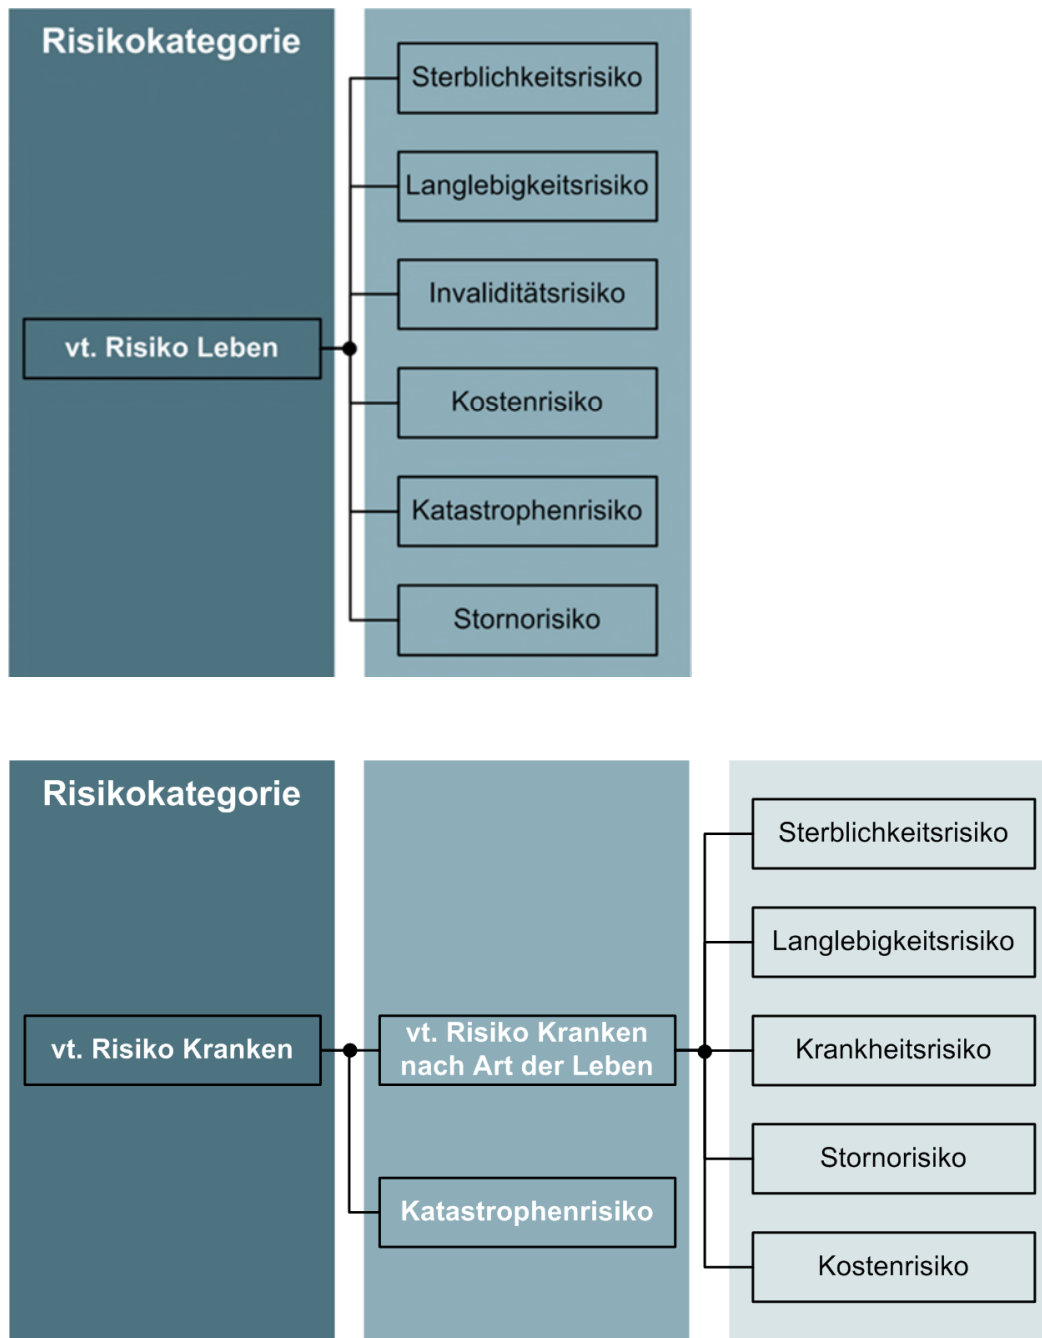 Risikokategorie
Sterblichkeitsrisiko
Langlebigkeitsrisiko
Invaliditätsrisiko
vt. Risiko Leben
Kostenrisiko
Katastrophenrisiko
Stornorisiko
Risikokategorie
Sterblichkeitsrisiko
Langlebigkeitsrisiko
vt. Risiko Kranken
vt. Risiko Kranken
nach Art der Leben
Krankheitsrisiko
Stornorisiko
Katastrophenrisiko
Kostenrisiko